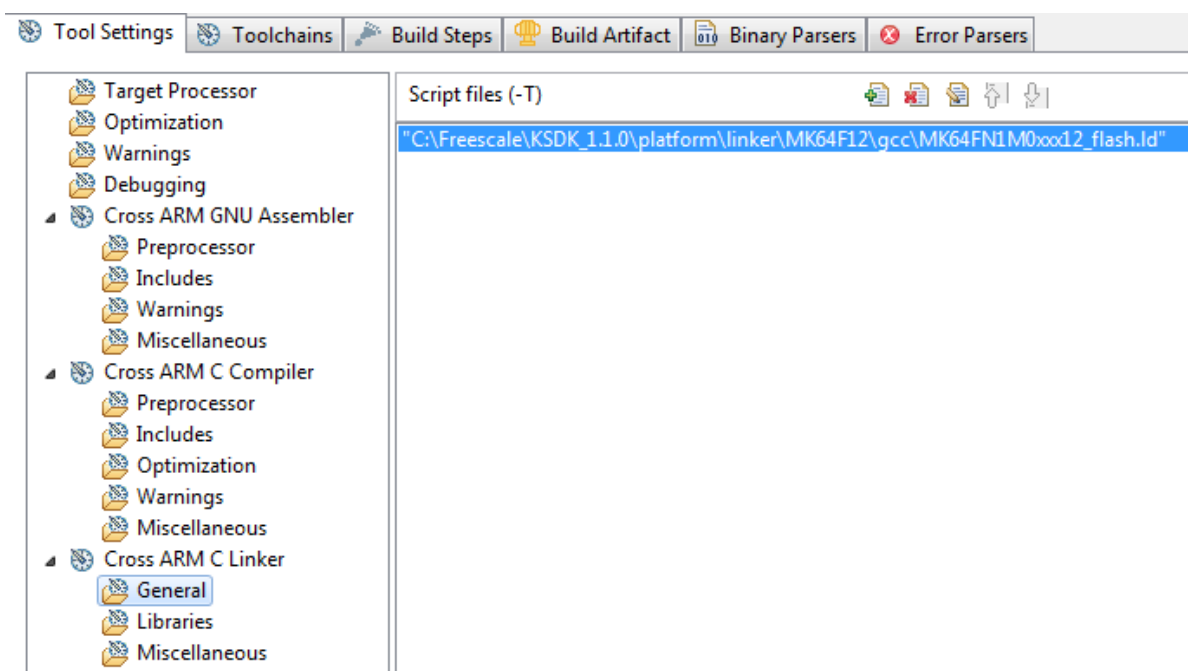 Tool Settings Toolchains Build Steps Build Artifact Binary Parsers Error Parsers
Target Processor
Optimization
Warnings
Debugging
Cross ARM GNU Assembler
Preprocessor
Includes
Warnings
Miscellaneous
Cross ARM C Compiler
Preprocessor
Includes
Optimization
Warnings
Miscellaneous
Cross ARM C Linker
General
Libraries
Miscellaneous
Script files (-T)
"C:\Freescale\KSDK_1.1.0\platform\linker\MK64F12\gcc\MK64FN1M0xxx12_flash.ld"